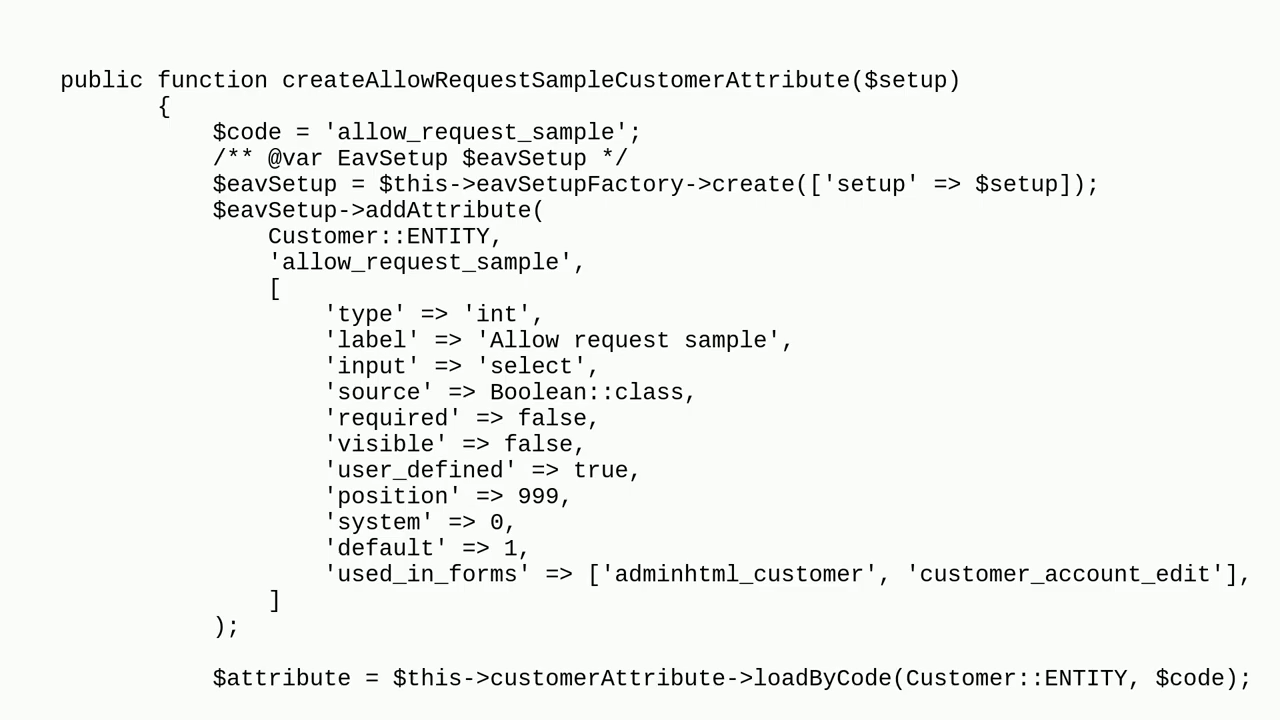 public function createAllowRequestSampleCustomerAttribute($setup)
{
$code = 'allow_request_sample';
/** @var EavSetup $eavSetup */
$eavSetup = $this->eavSetupFactory->create(['setup' => $setup]);
$eavSetup->addAttribute(
Customer::ENTITY,
'allow_request_sample',
[
'type' => 'int',
'label' => 'Allow request sample',
'input' => 'select',
'source' => Boolean::class,
'required' => false,
'visible' => false,
'user_defined' => true,
'position' => 999,
'system' => 0,
'default' => 1,
'used_in_forms' => ['adminhtml_customer', 'customer_account_edit'],
]
);
$attribute = $this->customerAttribute->loadByCode(Customer::ENTITY, $code);